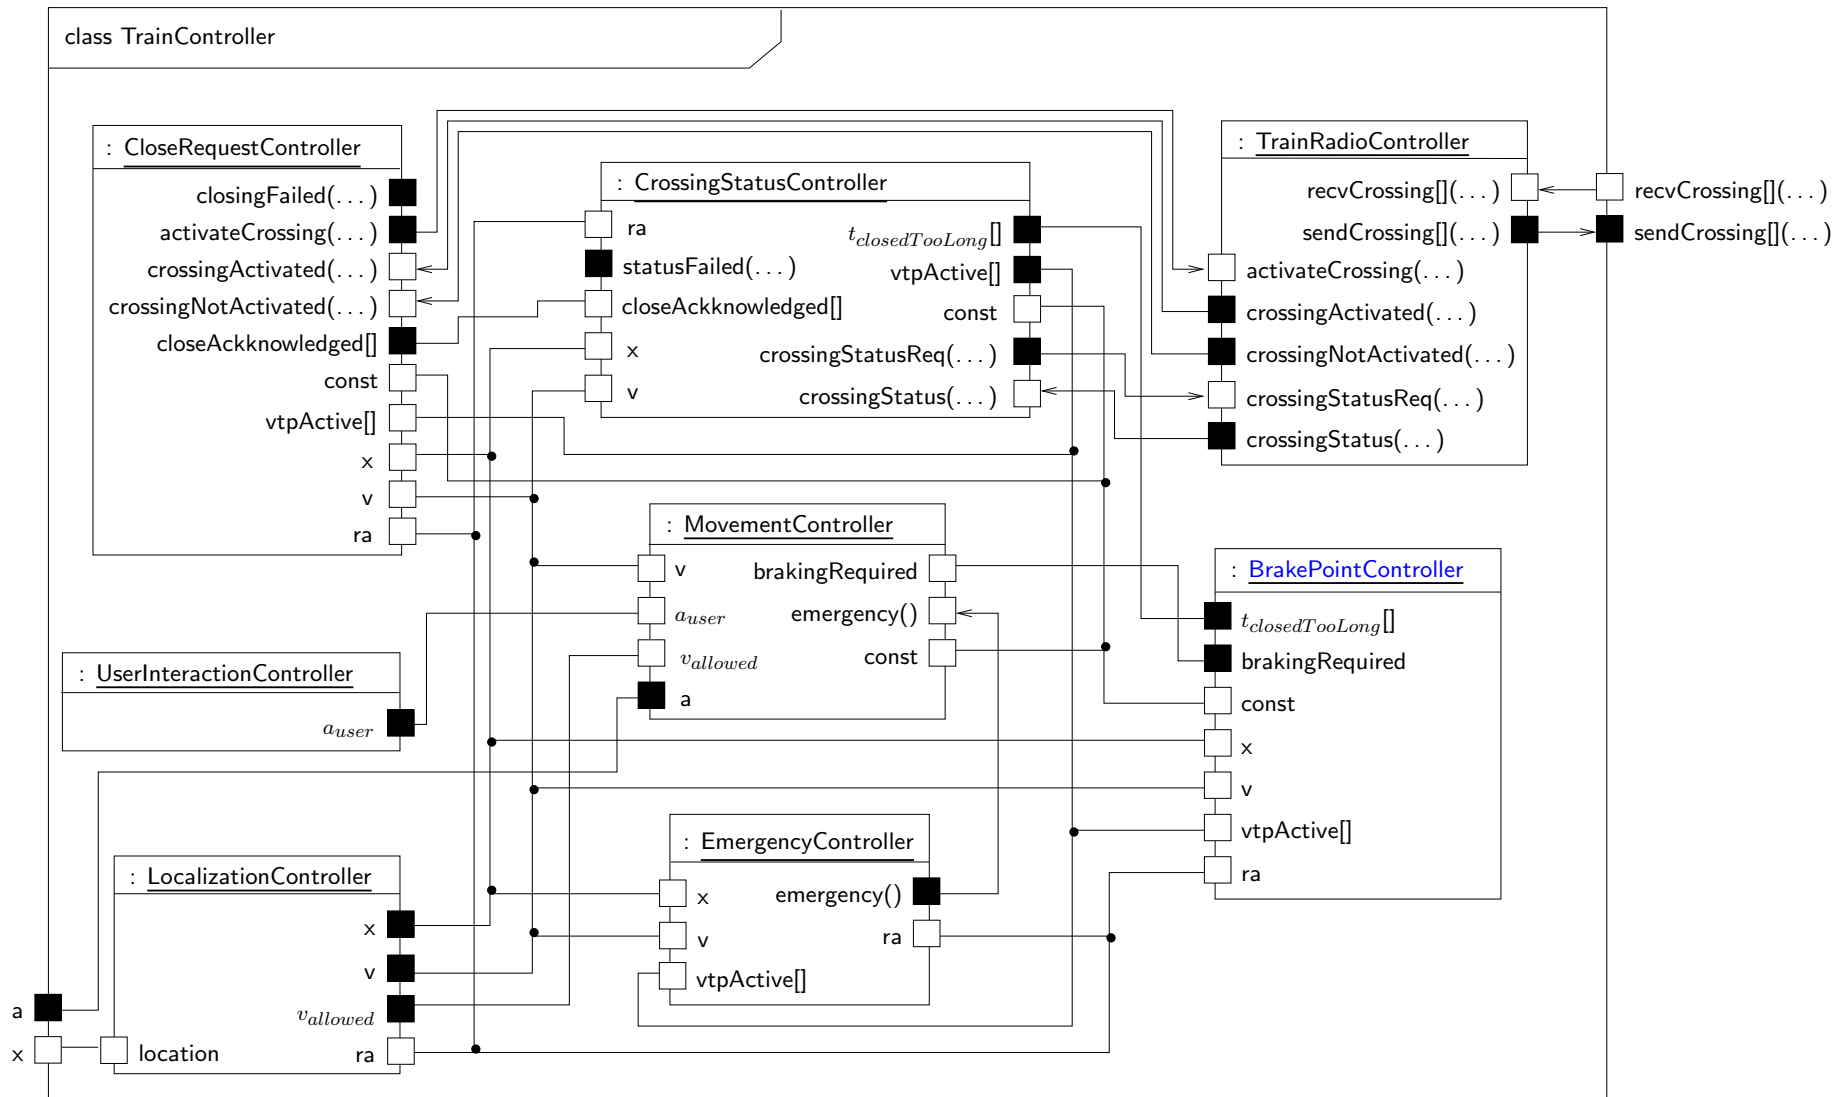 class TrainController
: CloseRequestController
closingFailed(...)
activateCrossing(...)
crossingActivated(...)
crossingNotActivated(...)
closeAckknowledged[]
const
vtpActive[]
x
v
ra
: CrossingStatusController
ra
statusFailed(...)
closeAckknowledged[]
x
v
t_closedTooLong[]
vtpActive[]
const
crossingStatusReq(...)
crossingStatus(...)
: TrainRadioController
recvCrossing[](...)
sendCrossing[](...)
activateCrossing(...)
crossingActivated(...)
crossingNotActivated(...)
crossingStatusReq(...)
crossingStatus(...)
recvCrossing[](...)
sendCrossing[](...)
: MovementController
v
a_user
v_allowed
a
brakingRequired
emergency()
const
: BrakePointController
t_closedTooLong[]
brakingRequired
const
x
v
vtpActive[]
ra
: UserInteractionController
a_user
: EmergencyController
x
v
vtpActive[]
emergency()
ra
: LocalizationController
x
v
v_allowed
location
ra
a
x